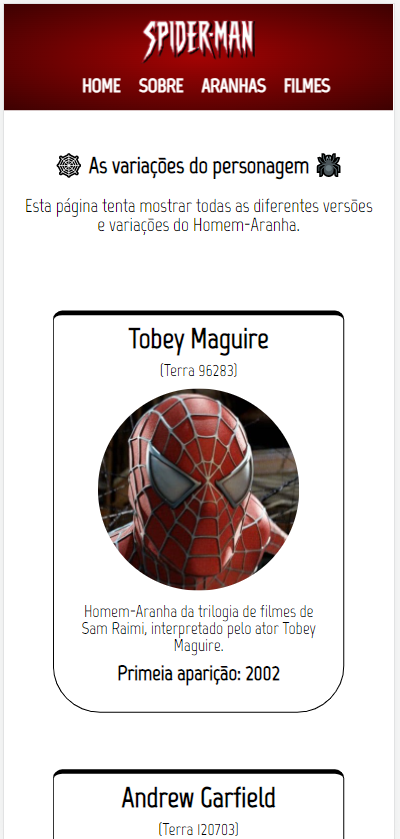 SPIDER-MAN
HOME SOBRE ARANHAS FILMES
As variações do personagem
Esta página tenta mostrar todas as diferentes versões
e variações do Homem-Aranha.
Tobey Maguire
(Terra 96283)
Homem-Aranha da trilogia de filmes de
Sam Raimi, interpretado pelo ator Tobey
Maguire.
Primeia aparição: 2002
Andrew Garfield
(Terra 120703)